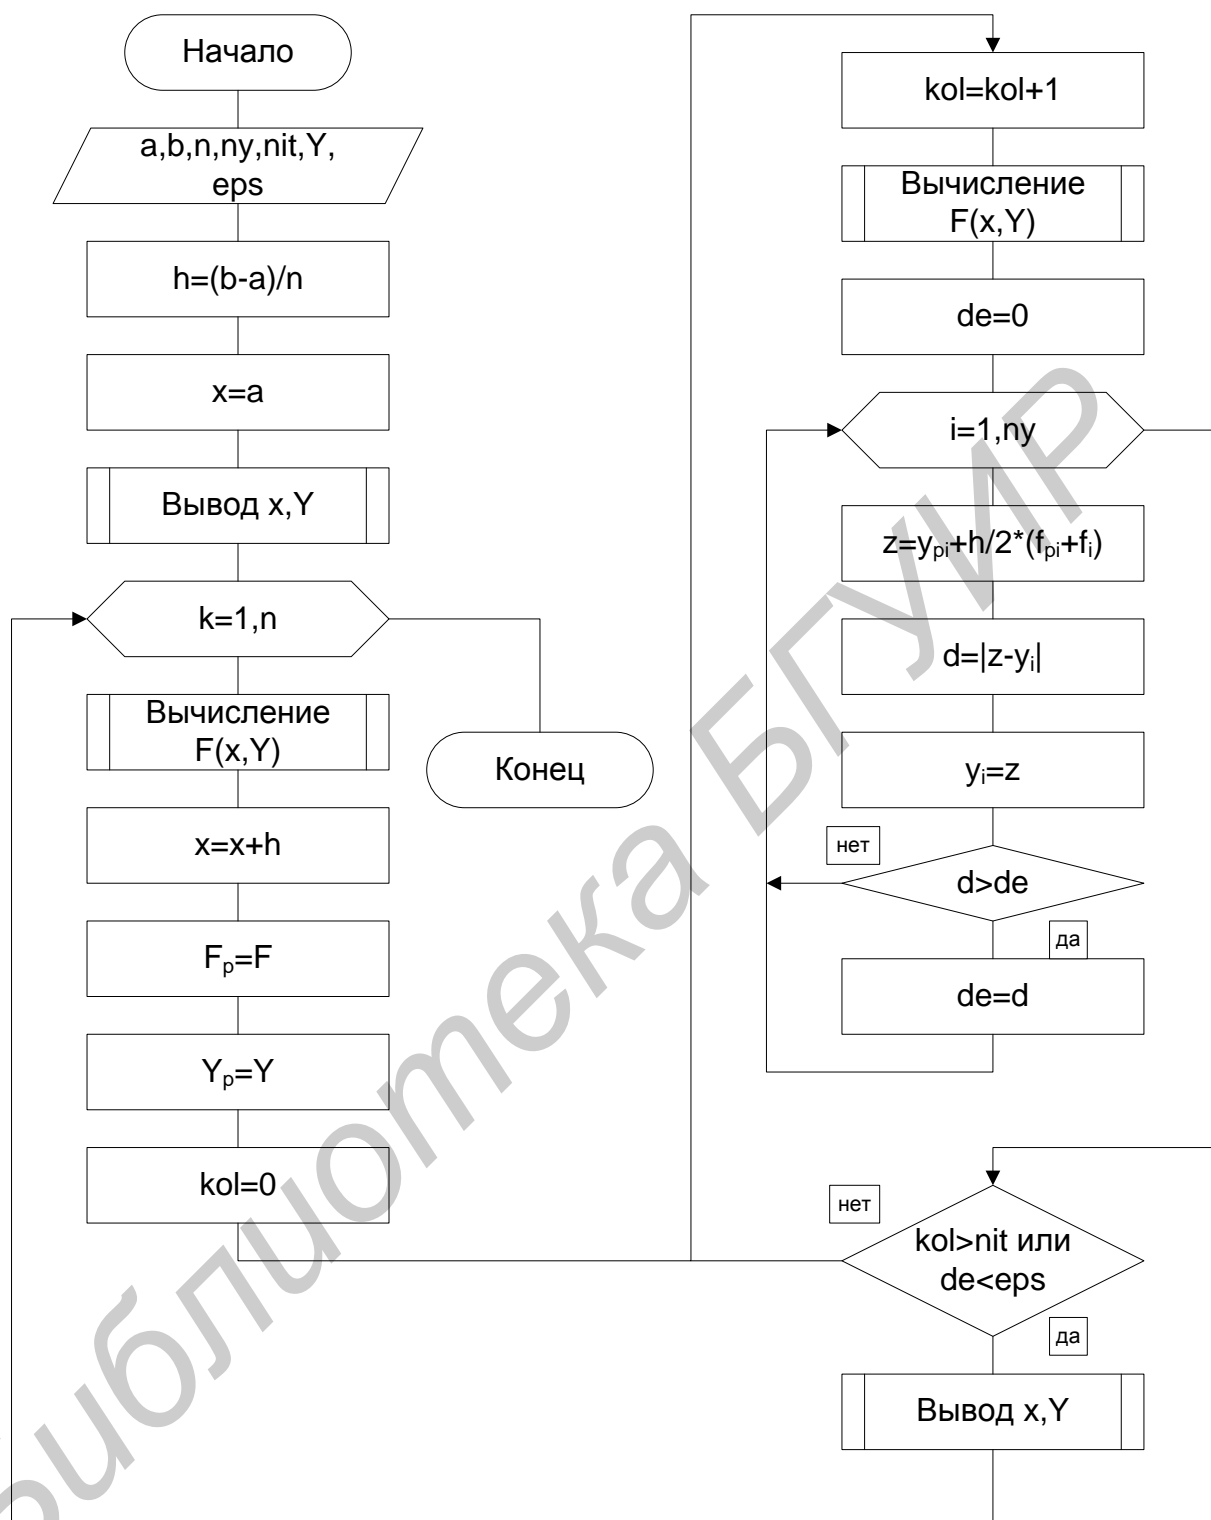 Начало
a,b,n,ny,nit,Y,
eps
h=(b-a)/n
x=a
Вывод x,Y
k=1,n
Вычисление
F(x,Y)
x=x+h
Fp=F
Yp=Y
kol=0
Конец
kol=kol+1
Вычисление
F(x,Y)
de=0
i=1,ny
z=ypi+h/2*(fpi+fi)
d=|z-yi|
yi=z
нет
d>de
да
de=d
нет
kol>nit или
de<eps
да
Вывод x,Y
Библиотека БГУИР